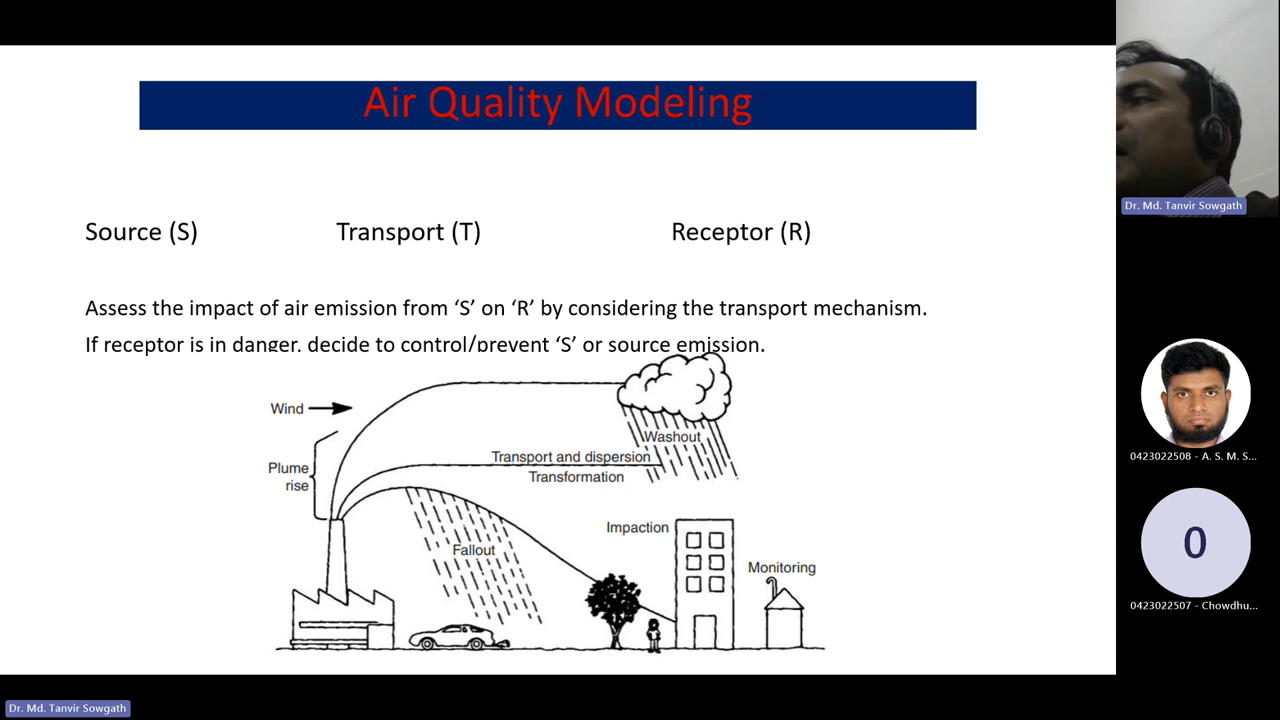 Air Quality Modeling
Source (S) Transport (T) Receptor (R)
Assess the impact of air emission from ‘S’ on ‘R’ by considering the transport mechanism.
If receptor is in danger, decide to control/prevent ‘S’ or source emission.
Wind
Washout
Plume
rise
Transport and dispersion
Transformation
Fallout
Impaction
Monitoring
Dr. Md. Tanvir Sowgath
0423022508 - A. S. M. S...
0
0423022507 - Chowdhu...
Dr. Md. Tanvir Sowgath